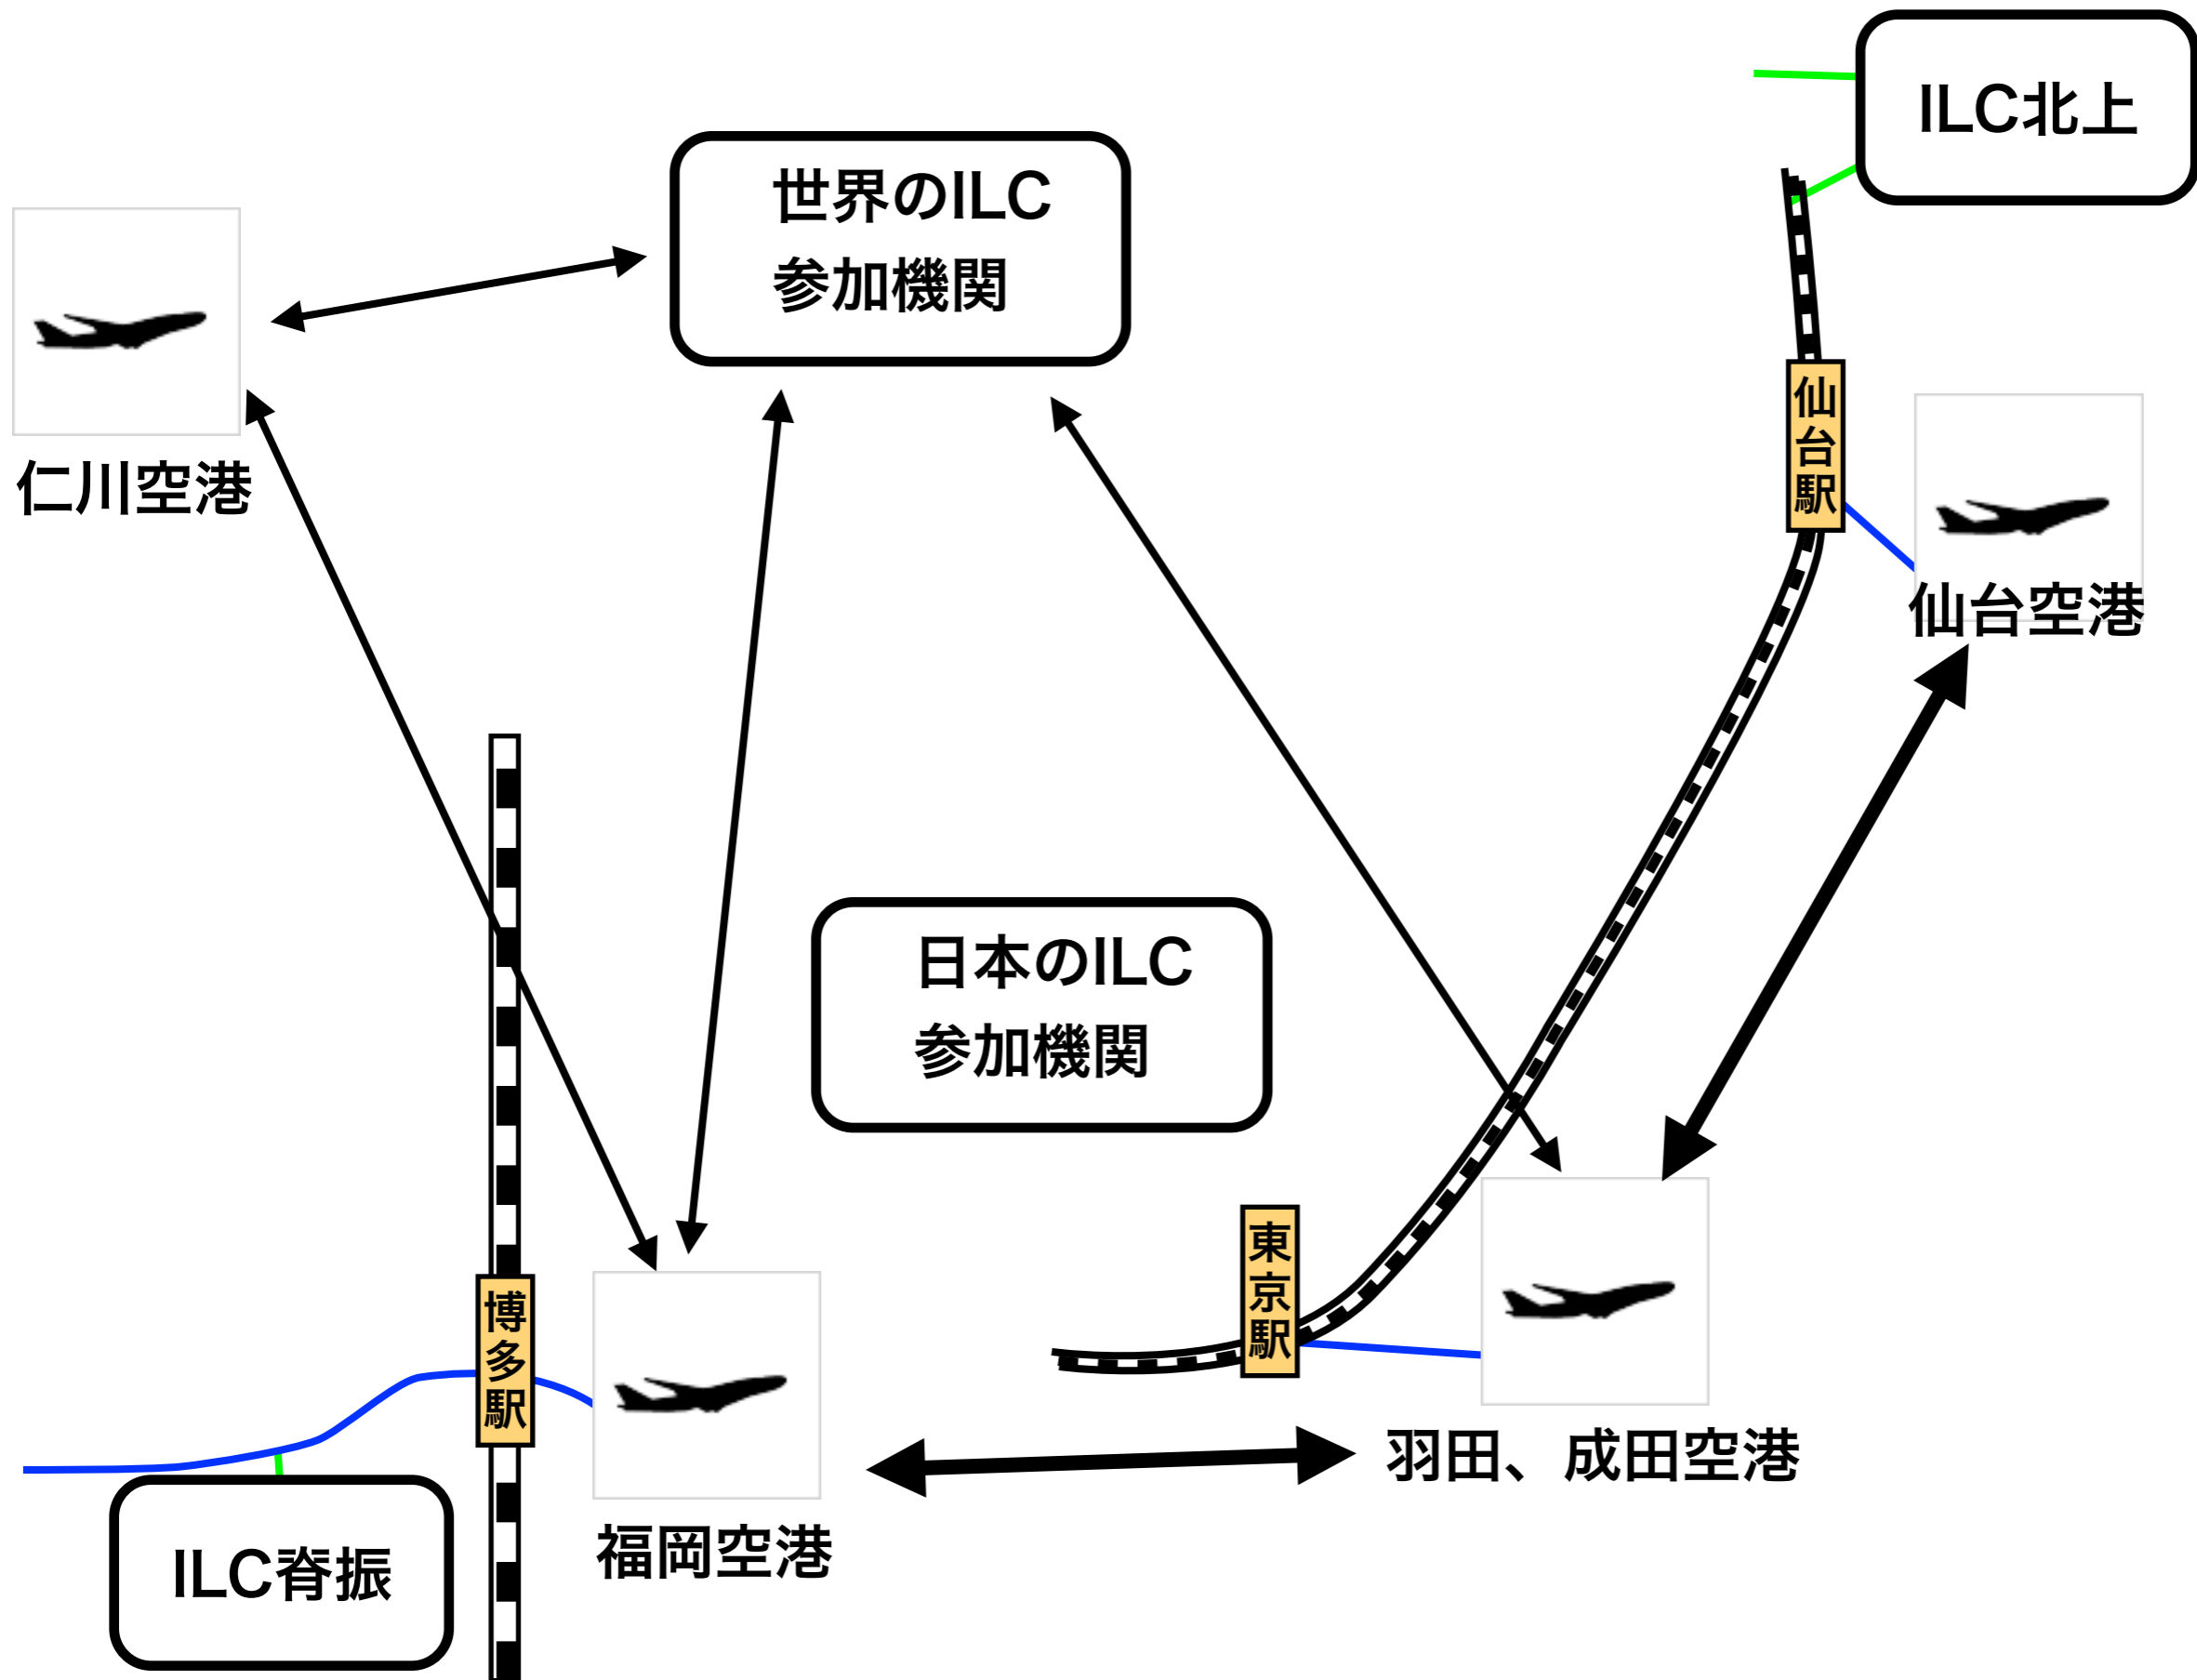 ILC北上
世界のILC
参加機関
仙台駅
仁川空港
仙台空港
日本のILC
参加機関
東京駅
博多駅
羽田、成田空港
福岡空港
ILC脊振